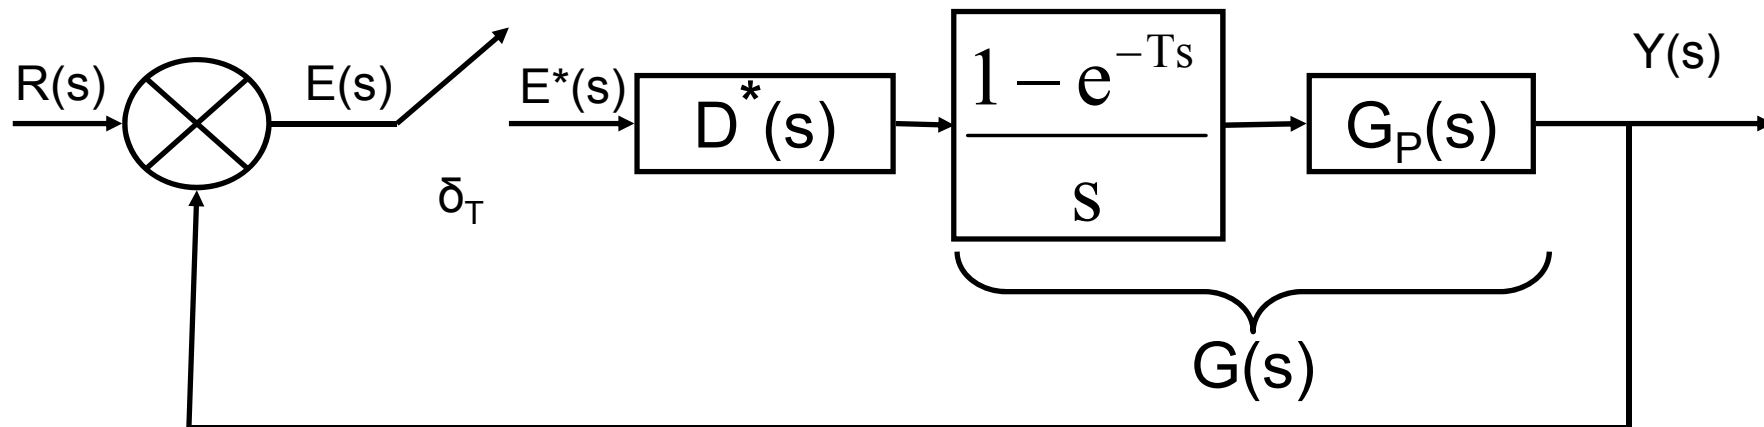 R(s)
E(s)
E*(s)
D*(s)
1 − e^−Ts
s
G_P(s)
Y(s)
δ_T
G(s)